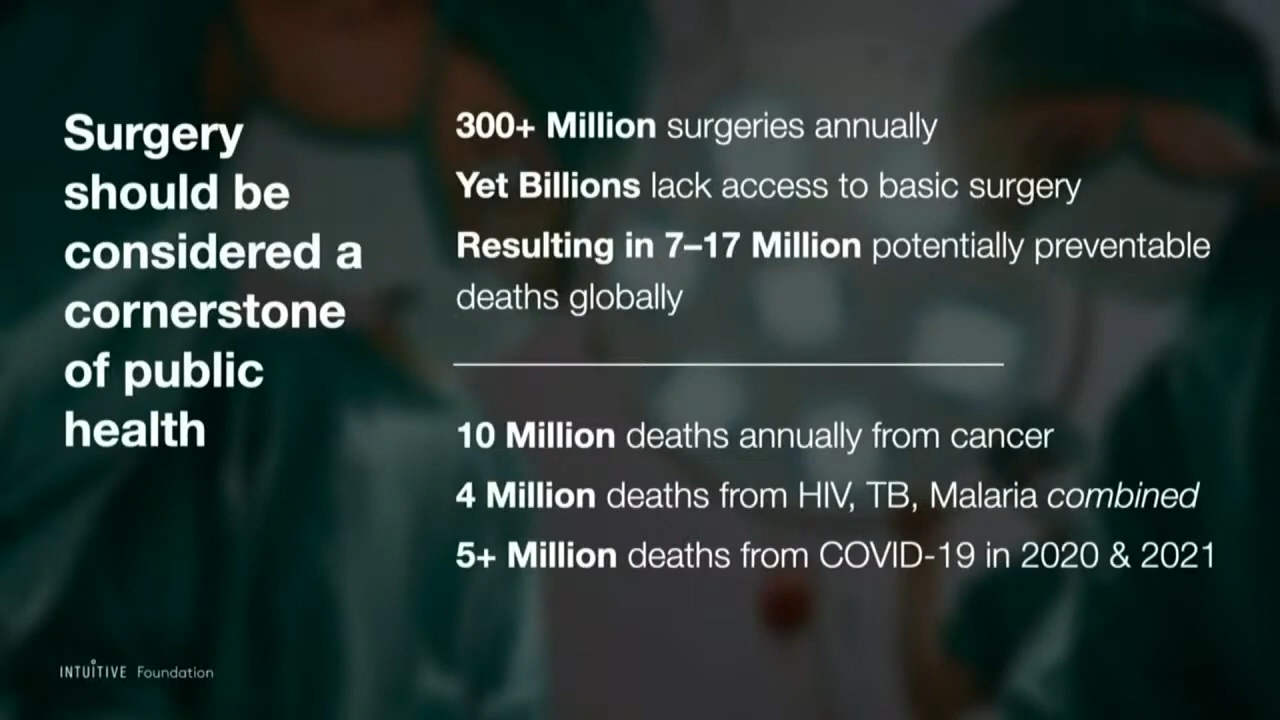 Surgery
should be
considered a
cornerstone
of public
health
300+ Million surgeries annually
Yet Billions lack access to basic surgery
Resulting in 7–17 Million potentially preventable
deaths globally
10 Million deaths annually from cancer
4 Million deaths from HIV, TB, Malaria combined
5+ Million deaths from COVID-19 in 2020 & 2021
INTUITIVE Foundation